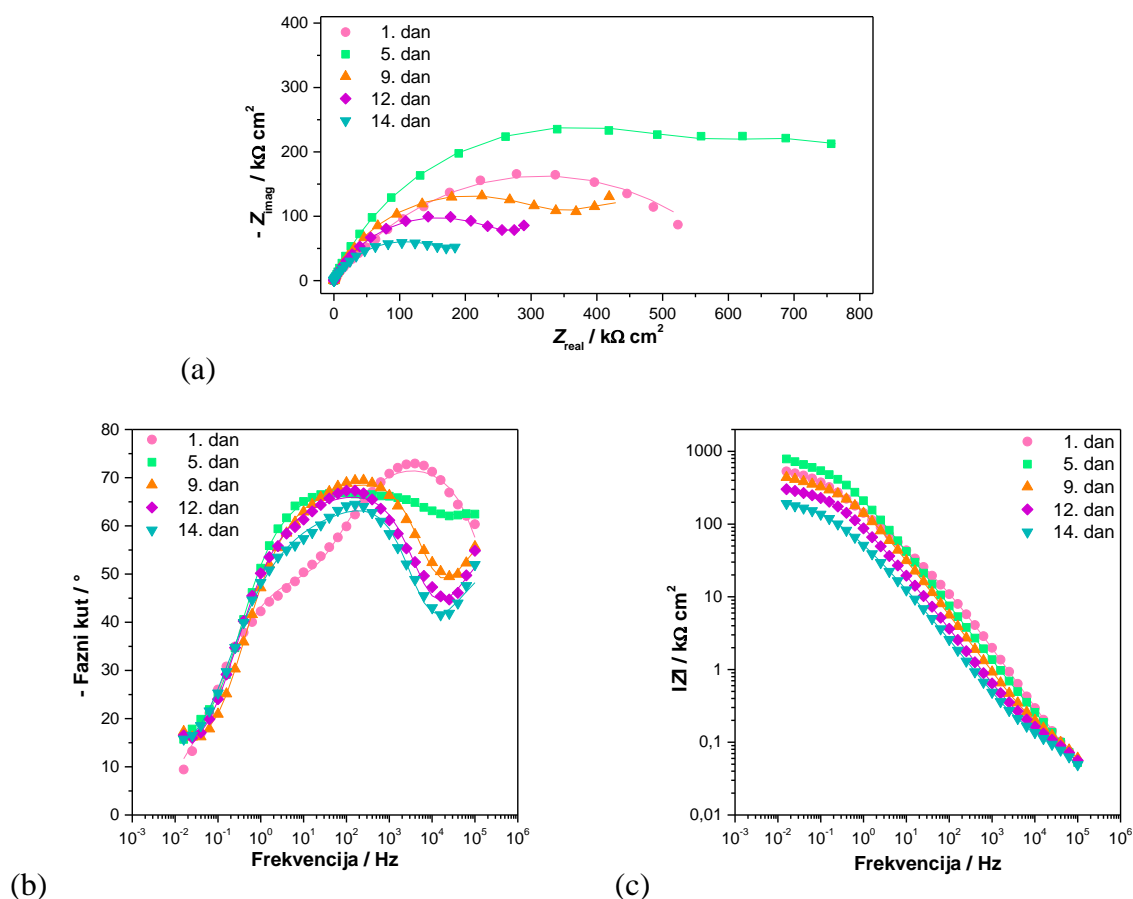 400
300
200
100
0
- Z_imag / kΩ cm²
1. dan
5. dan
9. dan
12. dan
14. dan
0 100 200 300 400 500 600 700 800
Z_real / kΩ cm²
(a)
80
70
60
50
40
30
20
10
0
- Fazni kut / °
1. dan
5. dan
9. dan
12. dan
14. dan
10⁻³ 10⁻² 10⁻¹ 10⁰ 10¹ 10² 10³ 10⁴ 10⁵ 10⁶
Frekvencija / Hz
(b)
1000
100
10
1
0,1
0,01
|Z| / kΩ cm²
1. dan
5. dan
9. dan
12. dan
14. dan
10⁻³ 10⁻² 10⁻¹ 10⁰ 10¹ 10² 10³ 10⁴ 10⁵ 10⁶
Frekvencija / Hz
(c)